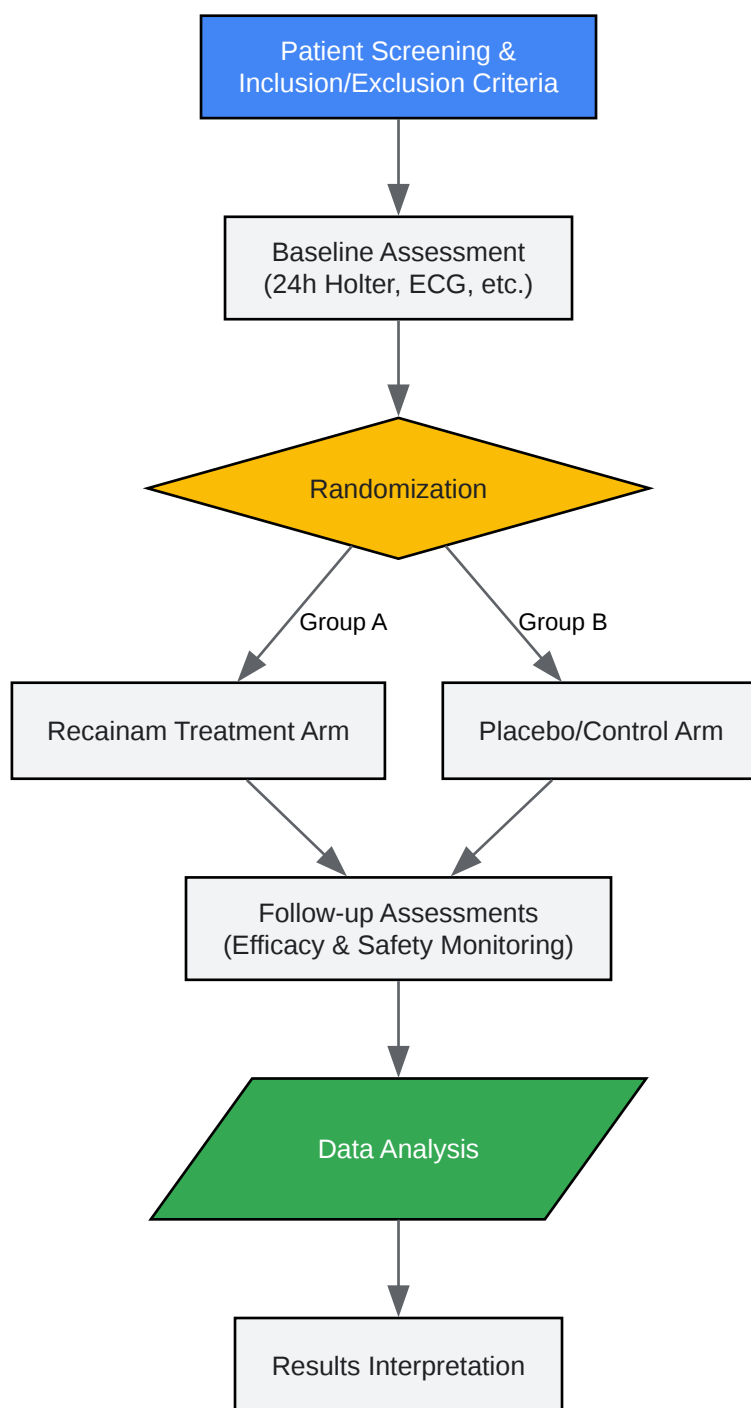 Patient Screening &
Inclusion/Exclusion Criteria
Baseline Assessment
(24h Holter, ECG, etc.)
Randomization
Group A
Group B
Recainam Treatment Arm
Placebo/Control Arm
Follow-up Assessments
(Efficacy & Safety Monitoring)
Data Analysis
Results Interpretation